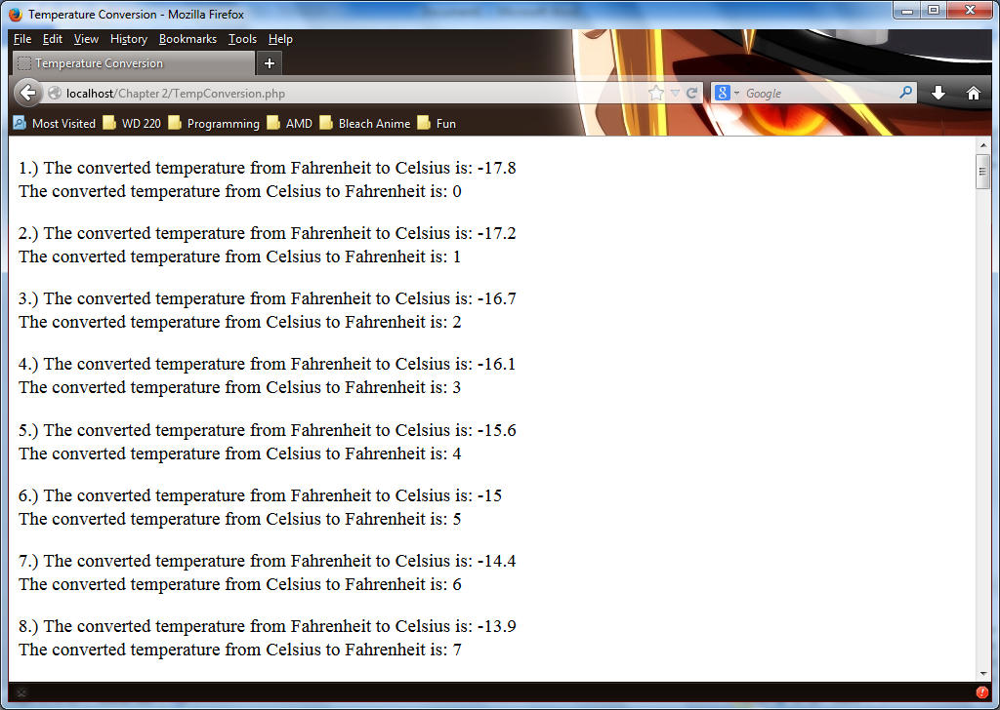 Temperature Conversion - Mozilla Firefox
File Edit View History Bookmarks Tools Help
Temperature Conversion
localhost/Chapter 2/TempConversion.php
8 Google
Most Visited WD 220 Programming AMD Bleach Anime Fun
1.) The converted temperature from Fahrenheit to Celsius is: -17.8
The converted temperature from Celsius to Fahrenheit is: 0
2.) The converted temperature from Fahrenheit to Celsius is: -17.2
The converted temperature from Celsius to Fahrenheit is: 1
3.) The converted temperature from Fahrenheit to Celsius is: -16.7
The converted temperature from Celsius to Fahrenheit is: 2
4.) The converted temperature from Fahrenheit to Celsius is: -16.1
The converted temperature from Celsius to Fahrenheit is: 3
5.) The converted temperature from Fahrenheit to Celsius is: -15.6
The converted temperature from Celsius to Fahrenheit is: 4
6.) The converted temperature from Fahrenheit to Celsius is: -15
The converted temperature from Celsius to Fahrenheit is: 5
7.) The converted temperature from Fahrenheit to Celsius is: -14.4
The converted temperature from Celsius to Fahrenheit is: 6
8.) The converted temperature from Fahrenheit to Celsius is: -13.9
The converted temperature from Celsius to Fahrenheit is: 7